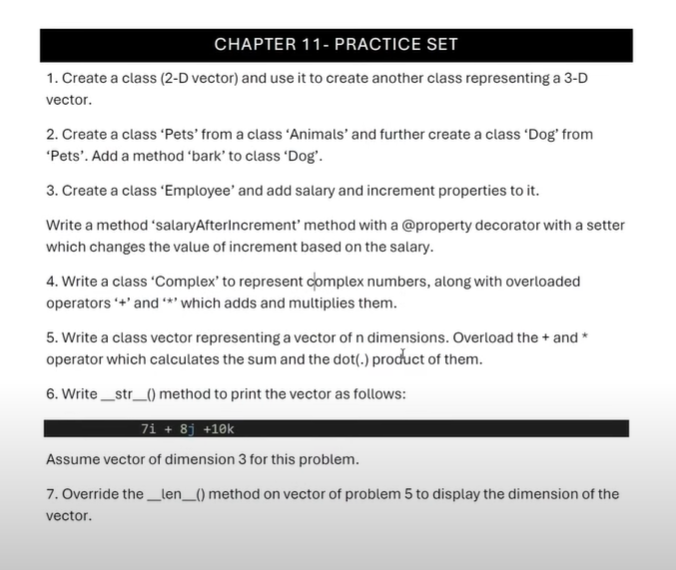 CHAPTER 11- PRACTICE SET
1. Create a class (2-D vector) and use it to create another class representing a 3-D
vector.
2. Create a class ‘Pets’ from a class ‘Animals’ and further create a class ‘Dog’ from
‘Pets’. Add a method ‘bark’ to class ‘Dog’.
3. Create a class ‘Employee’ and add salary and increment properties to it.
Write a method ‘salaryAfterIncrement’ method with a @property decorator with a setter
which changes the value of increment based on the salary.
4. Write a class ‘Complex’ to represent complex numbers, along with overloaded
operators ‘+’ and ‘*’ which adds and multiplies them.
5. Write a class vector representing a vector of n dimensions. Overload the + and *
operator which calculates the sum and the dot(.) product of them.
6. Write __str__() method to print the vector as follows:
7i + 8j +10k
Assume vector of dimension 3 for this problem.
7. Override the __len__() method on vector of problem 5 to display the dimension of the
vector.